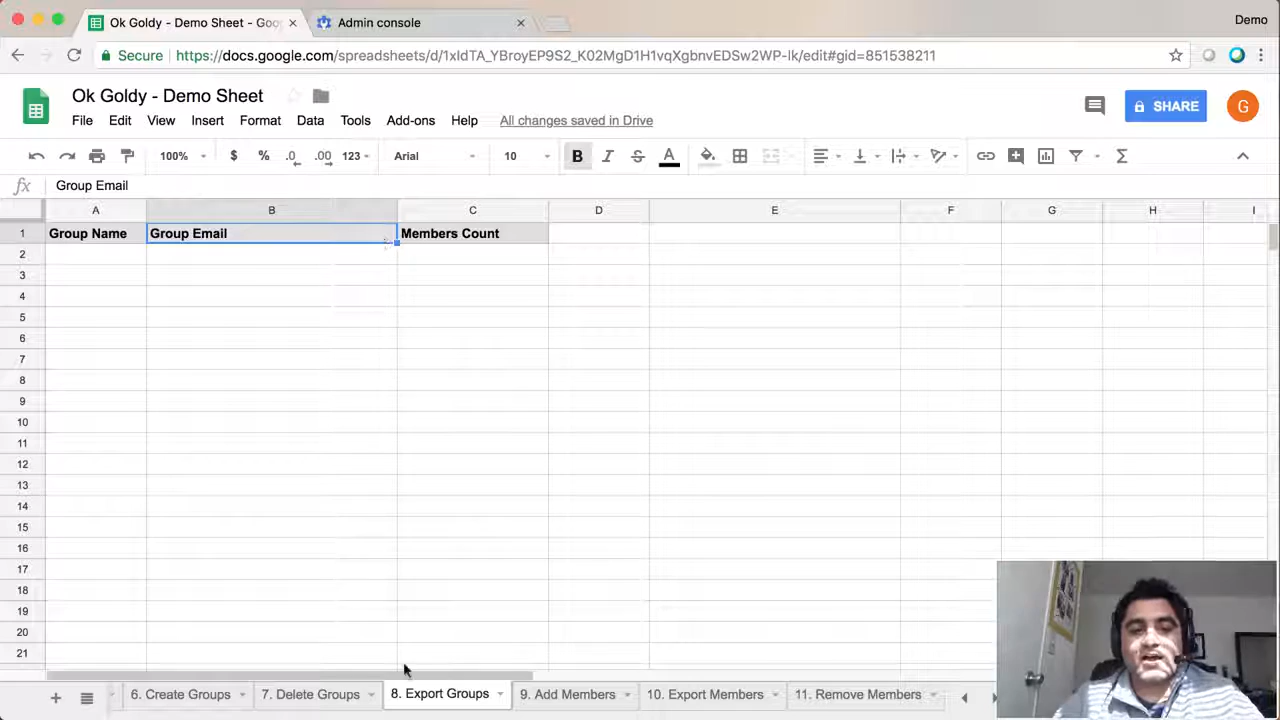 Ok Goldy - Demo Sheet - Goo
Admin console
Demo
Secure
https://docs.google.com/spreadsheets/d/1xIdTA_YBroyEP9S2_K02MgD1H1vqXgbnvEDSw2WP-lk/edit#gid=851538211
Ok Goldy - Demo Sheet
SHARE
G
File Edit View Insert Format Data Tools Add-ons Help All changes saved in Drive
100% $ % .0 .00 123 Arial 10 B I S A Σ
fx Group Email
A B C D E F G H I
1 Group Name Group Email Members Count
2
3
4
5
6
7
8
9
10
11
12
13
14
15
16
17
18
19
20
21
6. Create Groups 7. Delete Groups 8. Export Groups 9. Add Members 10. Export Members 11. Remove Members